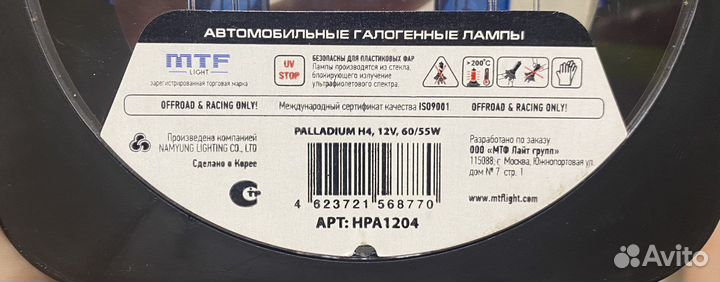 АВТОМОБИЛЬНЫЕ ГАЛОГЕННЫЕ ЛАМПЫ
MTF
LIGHT
зарегистрированная торговая марка
UV
STOP
БЕЗОПАСНЫ ДЛЯ ПЛАСТИКОВЫХ ФАР
Лампы производятся из стекла,
блокирующего излучение
ультрафиолетового спектра.
>200°C
OFFROAD & RACING ONLY!
Международный сертификат качества ISO9001
OFFROAD & RACING ONLY!
Произведена компанией
NAMYUNG LIGHTING CO., LTD
Сделано в Корее
PALLADIUM H4, 12V, 60/55W
4 623721 568770
АРТ: HPA1204
Разработано по заказу
ООО «МТФ Лайт групп»
115088, г. Москва, Южнопортовая ул.
дом № 7 стр. 1
www.mtflight.com
Avito